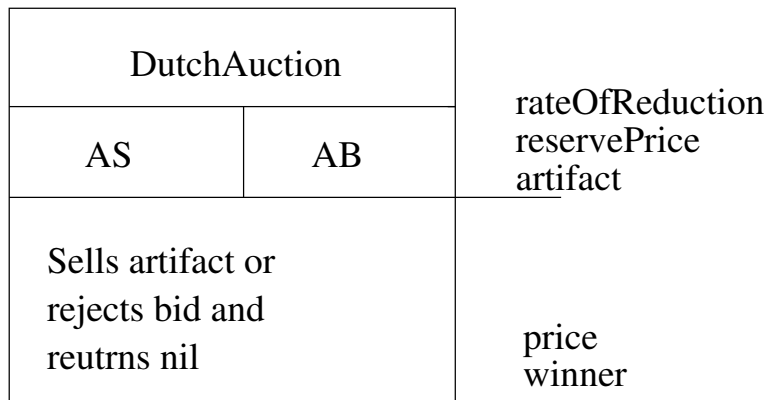 DutchAuction
AS
AB
rateOfReduction
reservePrice
artifact
Sells artifact or
rejects bid and
reutrns nil
price
winner